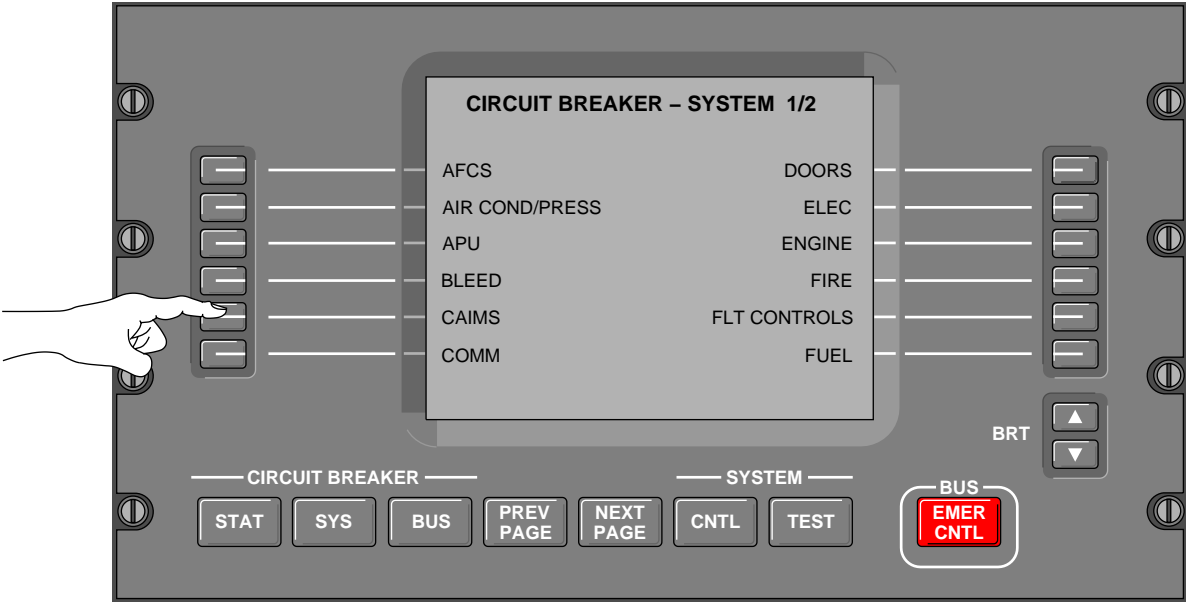 CIRCUIT BREAKER – SYSTEM 1/2
AFCS
DOORS
AIR COND/PRESS
ELEC
APU
ENGINE
BLEED
FIRE
CAIMS
FLT CONTROLS
COMM
FUEL
BRT
CIRCUIT BREAKER
SYSTEM
BUS
STAT
SYS
BUS
PREV
PAGE
NEXT
PAGE
CNTL
TEST
EMER
CNTL